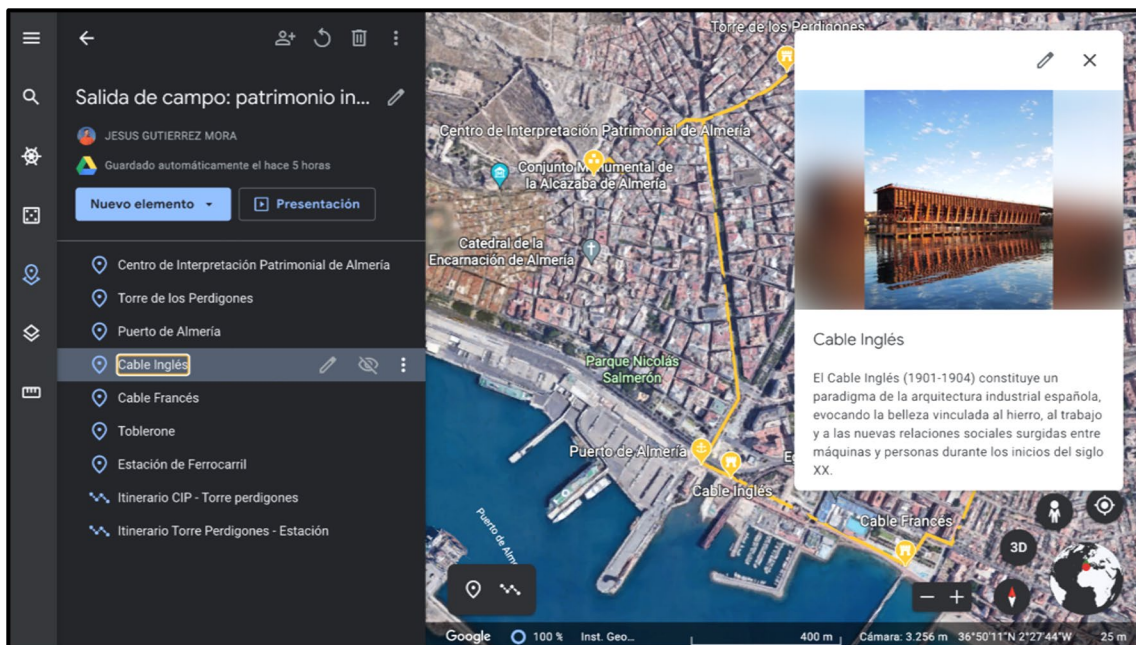 Salida de campo: patrimonio in...
JESUS GUTIERREZ MORA
Guardado automáticamente el hace 5 horas
Nuevo elemento
Presentación
Centro de Interpretación Patrimonial de Almería
Torre de los Perdigones
Puerto de Almería
Cable Inglés
Cable Francés
Toblerone
Estación de Ferrocarril
Itinerario CIP - Torre perdigones
Itinerario Torre Perdigones - Estación
Torre de los Perdigones
Centro de Interpretación Patrimonial de Almería
Conjunto Monumental de
la Alcazaba de Almería
Catedral de la
Encarnación de Almería
Parque Nicolás
Salmerón
Puerto de Almería
Cable Inglés
Cable Francés
Puerto de Alme
Cable Inglés
El Cable Inglés (1901-1904) constituye un
paradigma de la arquitectura industrial española,
evocando la belleza vinculada al hierro, al trabajo
y a las nuevas relaciones sociales surgidas entre
máquinas y personas durante los inicios del siglo
XX.
3D
Google
100 %
Inst. Geo...
400 m
Cámara: 3.256 m
36°50'11"N 2°27'44"W
25 m